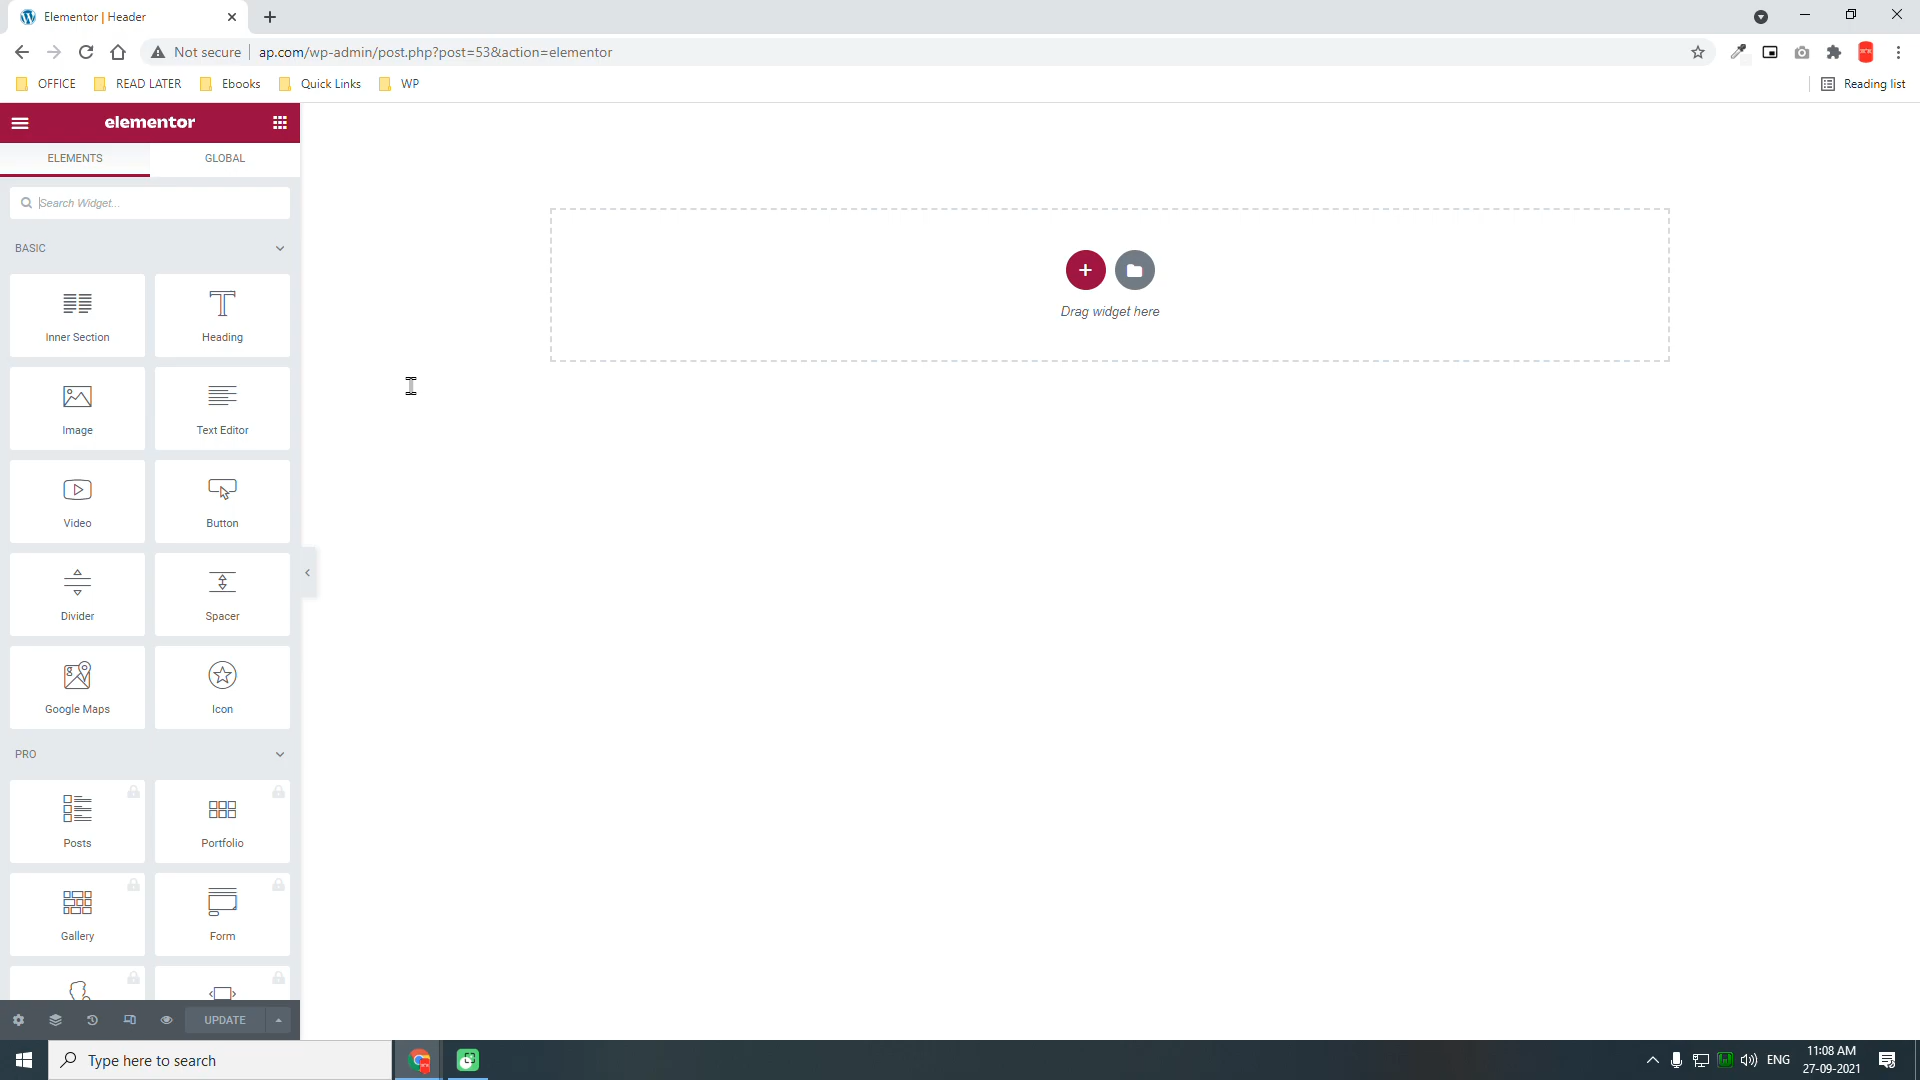 Elementor | Header
Not secure
ap.com/wp-admin/post.php?post=53&action=elementor
OFFICE
READ LATER
Ebooks
Quick Links
WP
Reading list
elementor
ELEMENTS
GLOBAL
Search Widget...
BASIC
Inner Section
Heading
Image
Text Editor
Video
Button
Divider
Spacer
Google Maps
Icon
PRO
Posts
Portfolio
Gallery
Form
UPDATE
Drag widget here
Type here to search
ENG
11:08 AM
27-09-2021